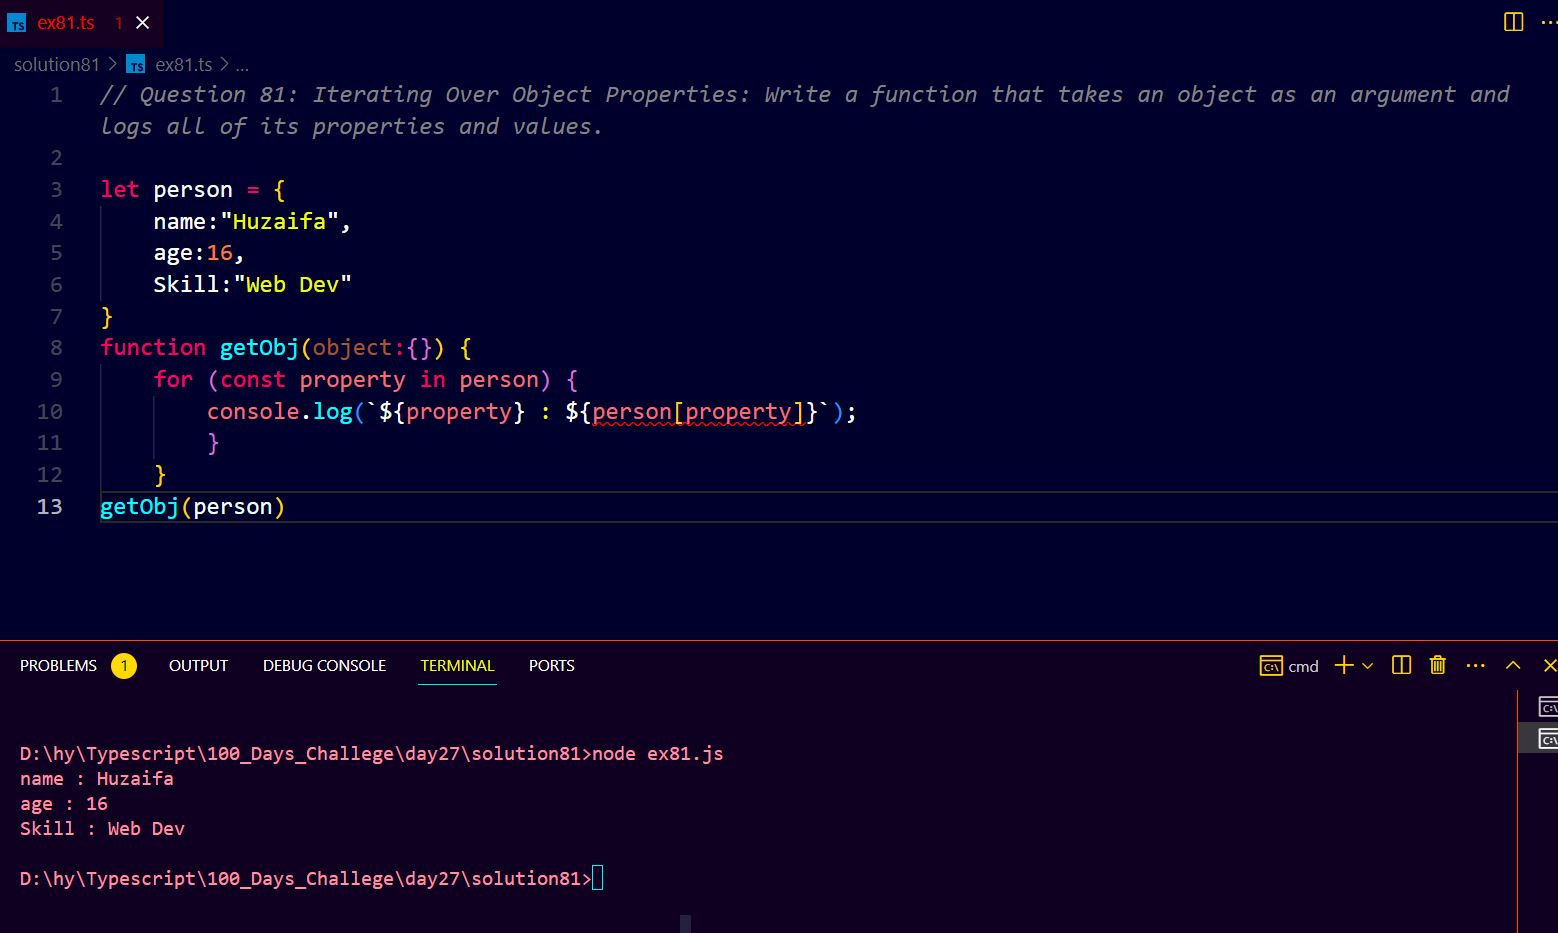 TS ex81.ts 1
solution81 > TS ex81.ts > ...
1 // Question 81: Iterating Over Object Properties: Write a function that takes an object as an argument and
logs all of its properties and values.
2
3 let person = {
4 name:"Huzaifa",
5 age:16,
6 Skill:"Web Dev"
7 }
8 function getObj(object:{}) {
9 for (const property in person) {
10 console.log(`${property} : ${person[property]}`);
11 }
12 }
13 getObj(person)
PROBLEMS 1 OUTPUT DEBUG CONSOLE TERMINAL PORTS cmd
D:\hy\Typescript\100_Days_Challege\day27\solution81>node ex81.js
name : Huzaifa
age : 16
Skill : Web Dev
D:\hy\Typescript\100_Days_Challege\day27\solution81>